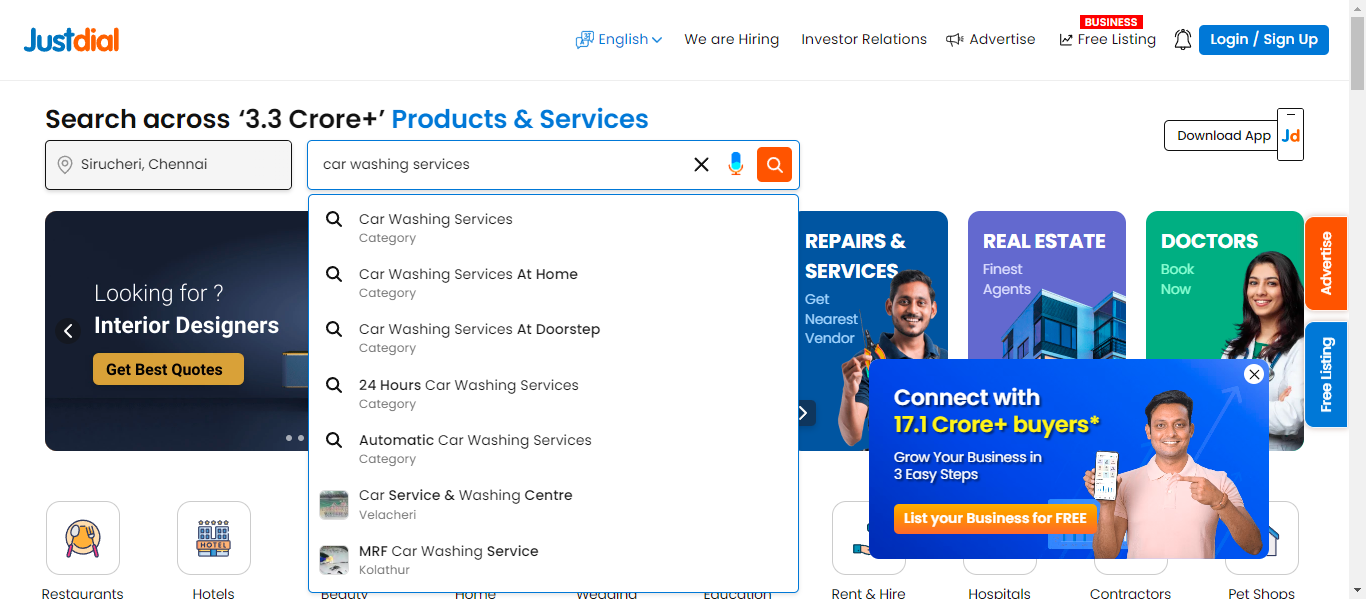 Justdial
English
We are Hiring
Investor Relations
Advertise
BUSINESS
Free Listing
Login / Sign Up
Search across ‘3.3 Crore+’ Products & Services
Download App
Jd
Sirucheri, Chennai
car washing services
Car Washing Services
Category
Car Washing Services At Home
Category
Car Washing Services At Doorstep
Category
24 Hours Car Washing Services
Category
Automatic Car Washing Services
Category
Car Service & Washing Centre
Velacheri
MRF Car Washing Service
Kolathur
Looking for ?
Interior Designers
Get Best Quotes
REPAIRS &
SERVICES
Get
Nearest
Vendor
REAL ESTATE
Finest
Agents
DOCTORS
Book
Now
Advertise
Free Listing
Connect with
17.1 Crore+ buyers*
Grow Your Business in
3 Easy Steps
List your Business for FREE
HOTEL
Restaurants
Hotels
Beauty
Home
Wedding
Education
Rent & Hire
Hospitals
Contractors
Pet Shops